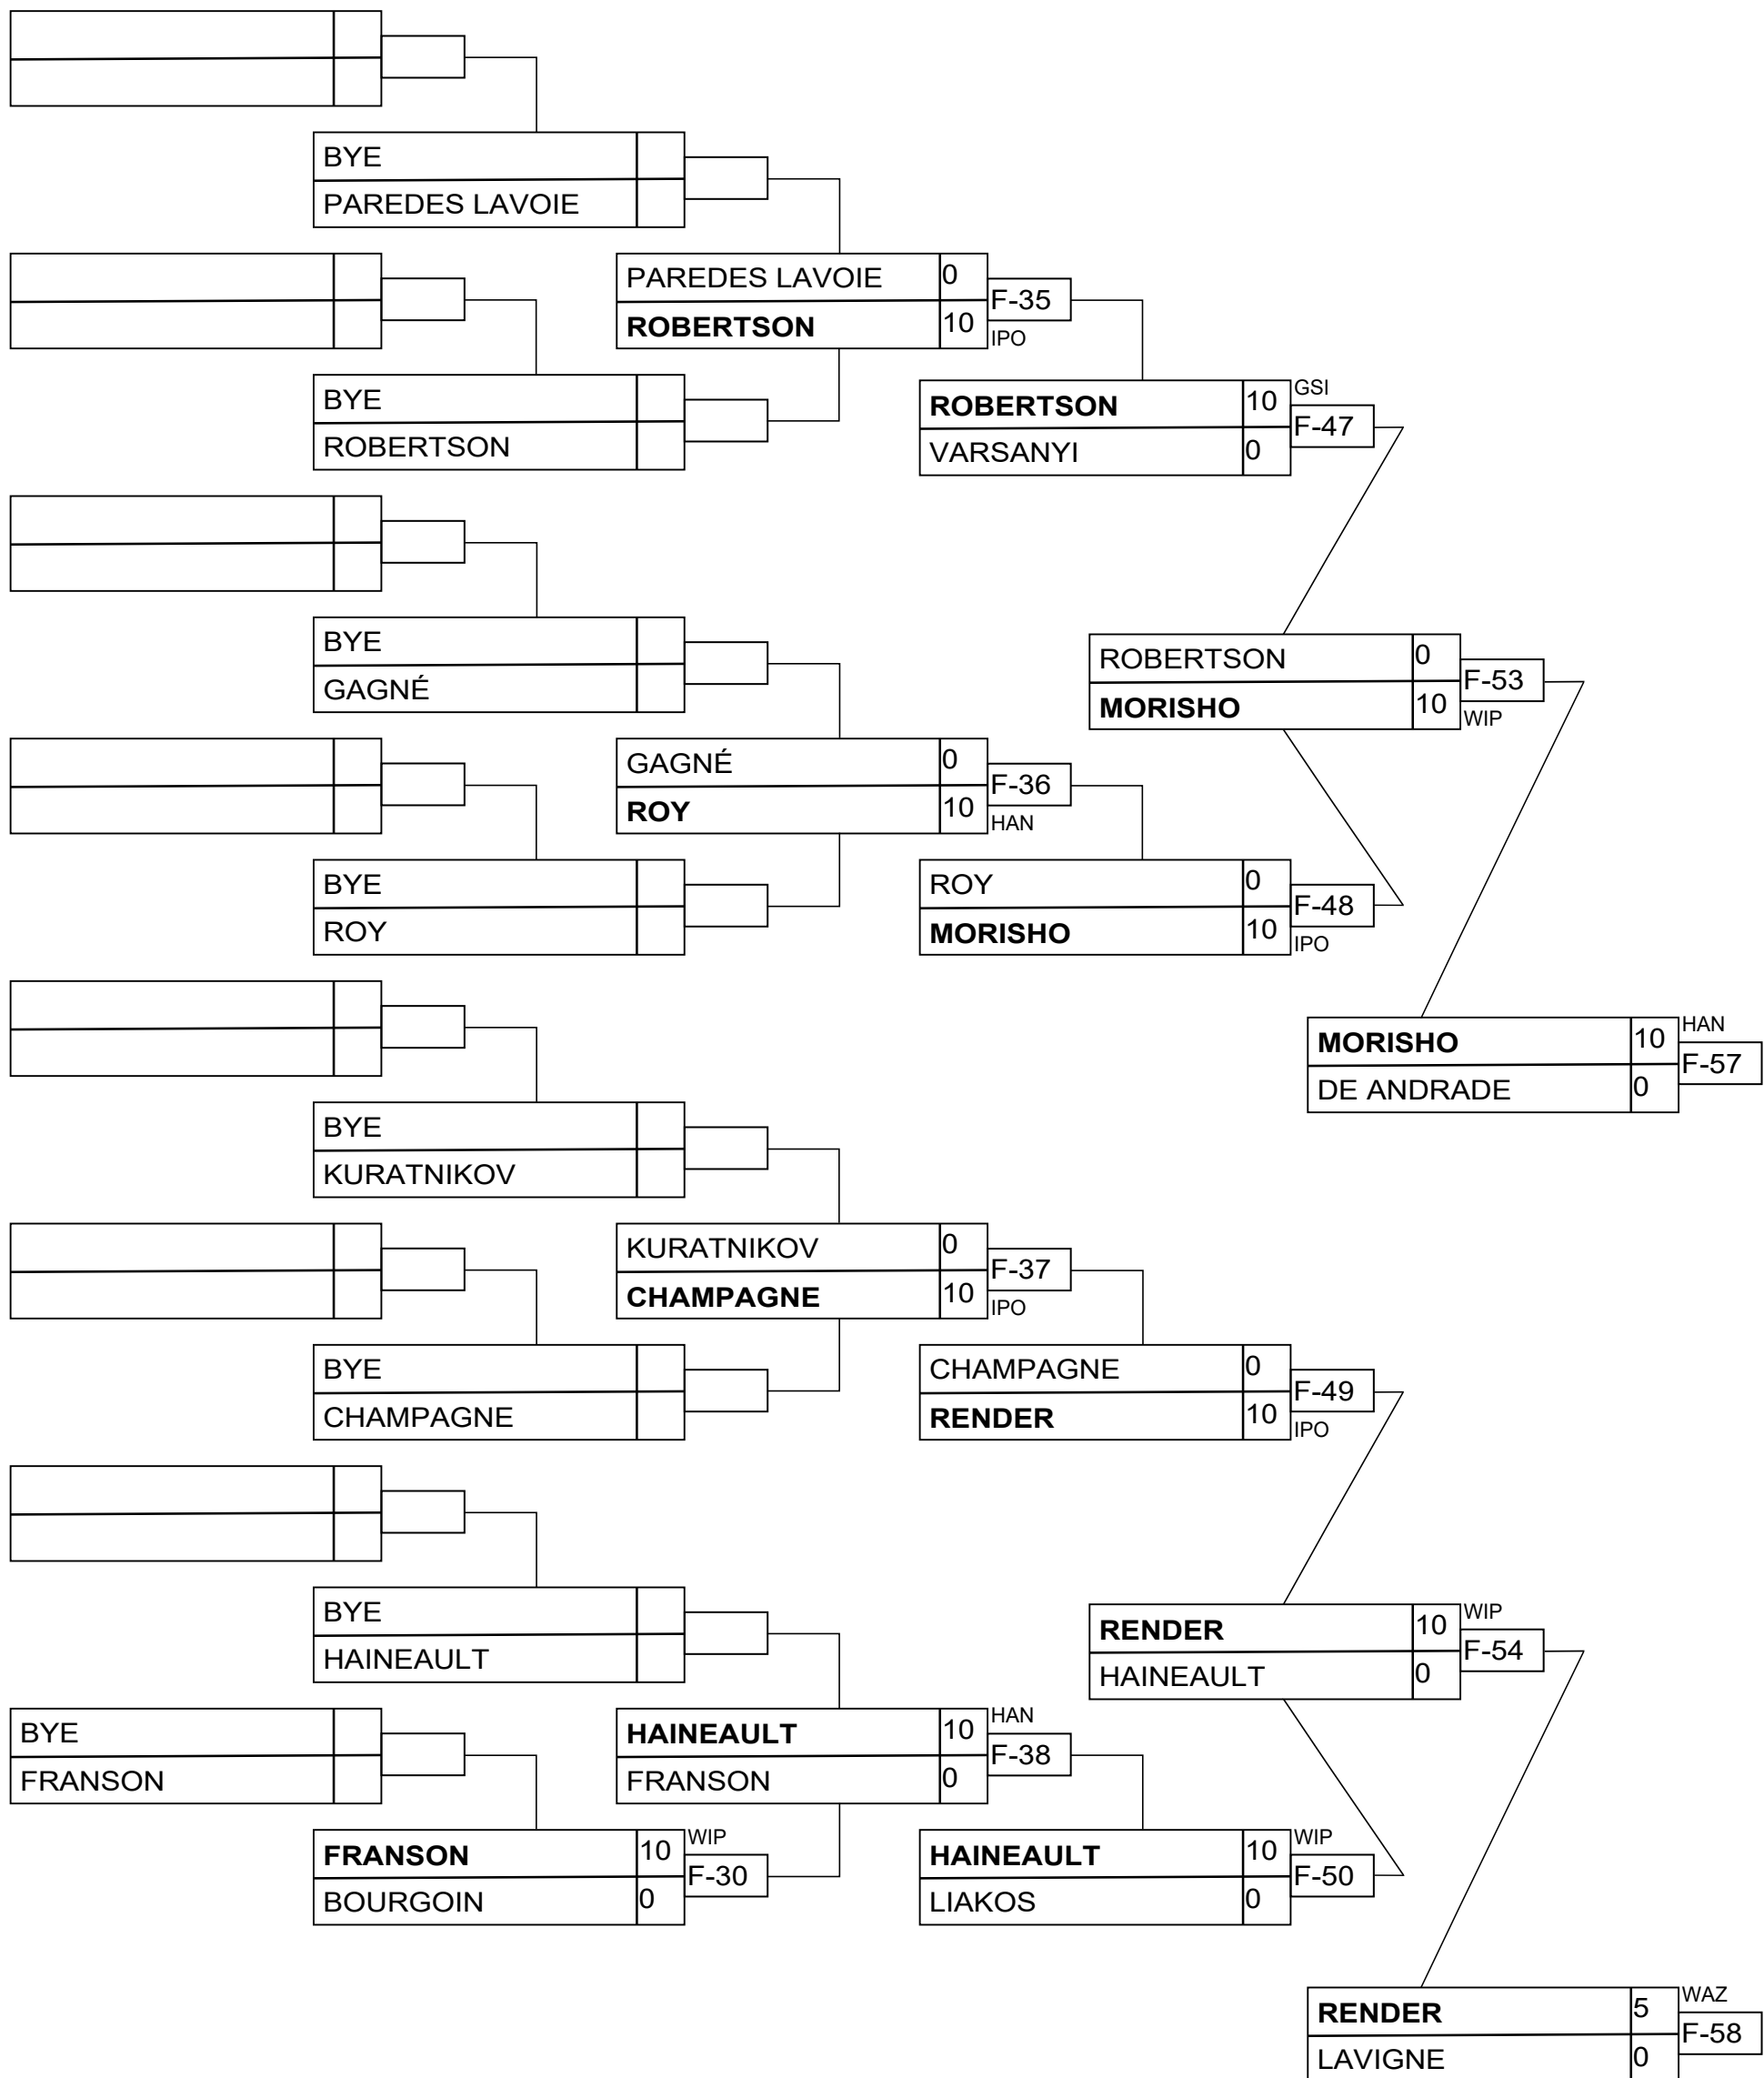 BYE
PAREDES LAVOIE
PAREDES LAVOIE 0
F-35
ROBERTSON 10
IPO
BYE
ROBERTSON
ROBERTSON 10
GSI
F-47
VARSANYI 0
BYE
GAGNÉ
ROBERTSON 0
F-53
MORISHO 10
WIP
GAGNÉ 0
F-36
ROY 10
HAN
BYE
ROY
ROY 0
F-48
MORISHO 10
IPO
MORISHO 10
HAN
F-57
DE ANDRADE 0
BYE
KURATNIKOV
KURATNIKOV 0
F-37
CHAMPAGNE 10
IPO
BYE
CHAMPAGNE
CHAMPAGNE 0
F-49
RENDER 10
IPO
BYE
HAINEAULT
RENDER 10
WIP
F-54
HAINEAULT 0
BYE
FRANSON
HAINEAULT 10
HAN
F-38
FRANSON 0
FRANSON 10
WIP
F-30
BOURGOIN 0
HAINEAULT 10
WIP
F-50
LIAKOS 0
RENDER 5
WAZ
F-58
LAVIGNE 0